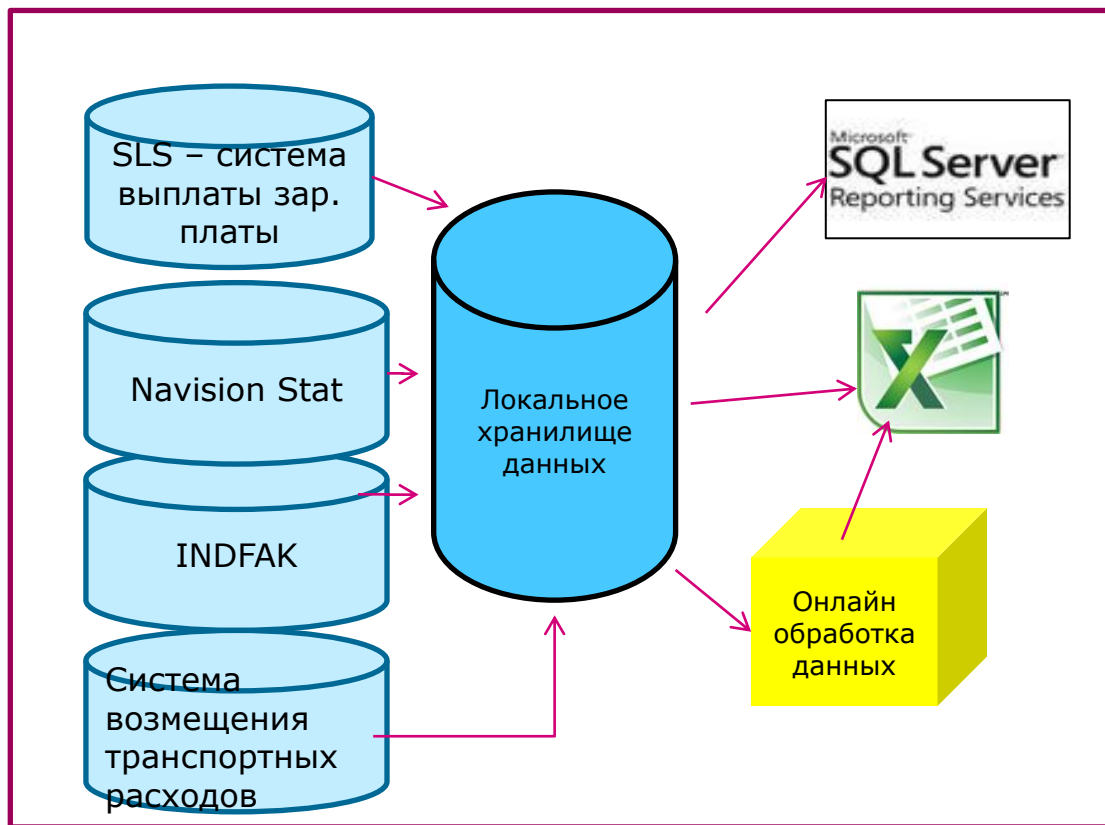 SLS – система
выплаты зар.
платы
Navision Stat
INDFAK
Система
возмещения
транспортных
расходов
Локальное
хранилище
данных
Microsoft
SQL Server
Reporting Services
X
Онлайн
обработка
данных